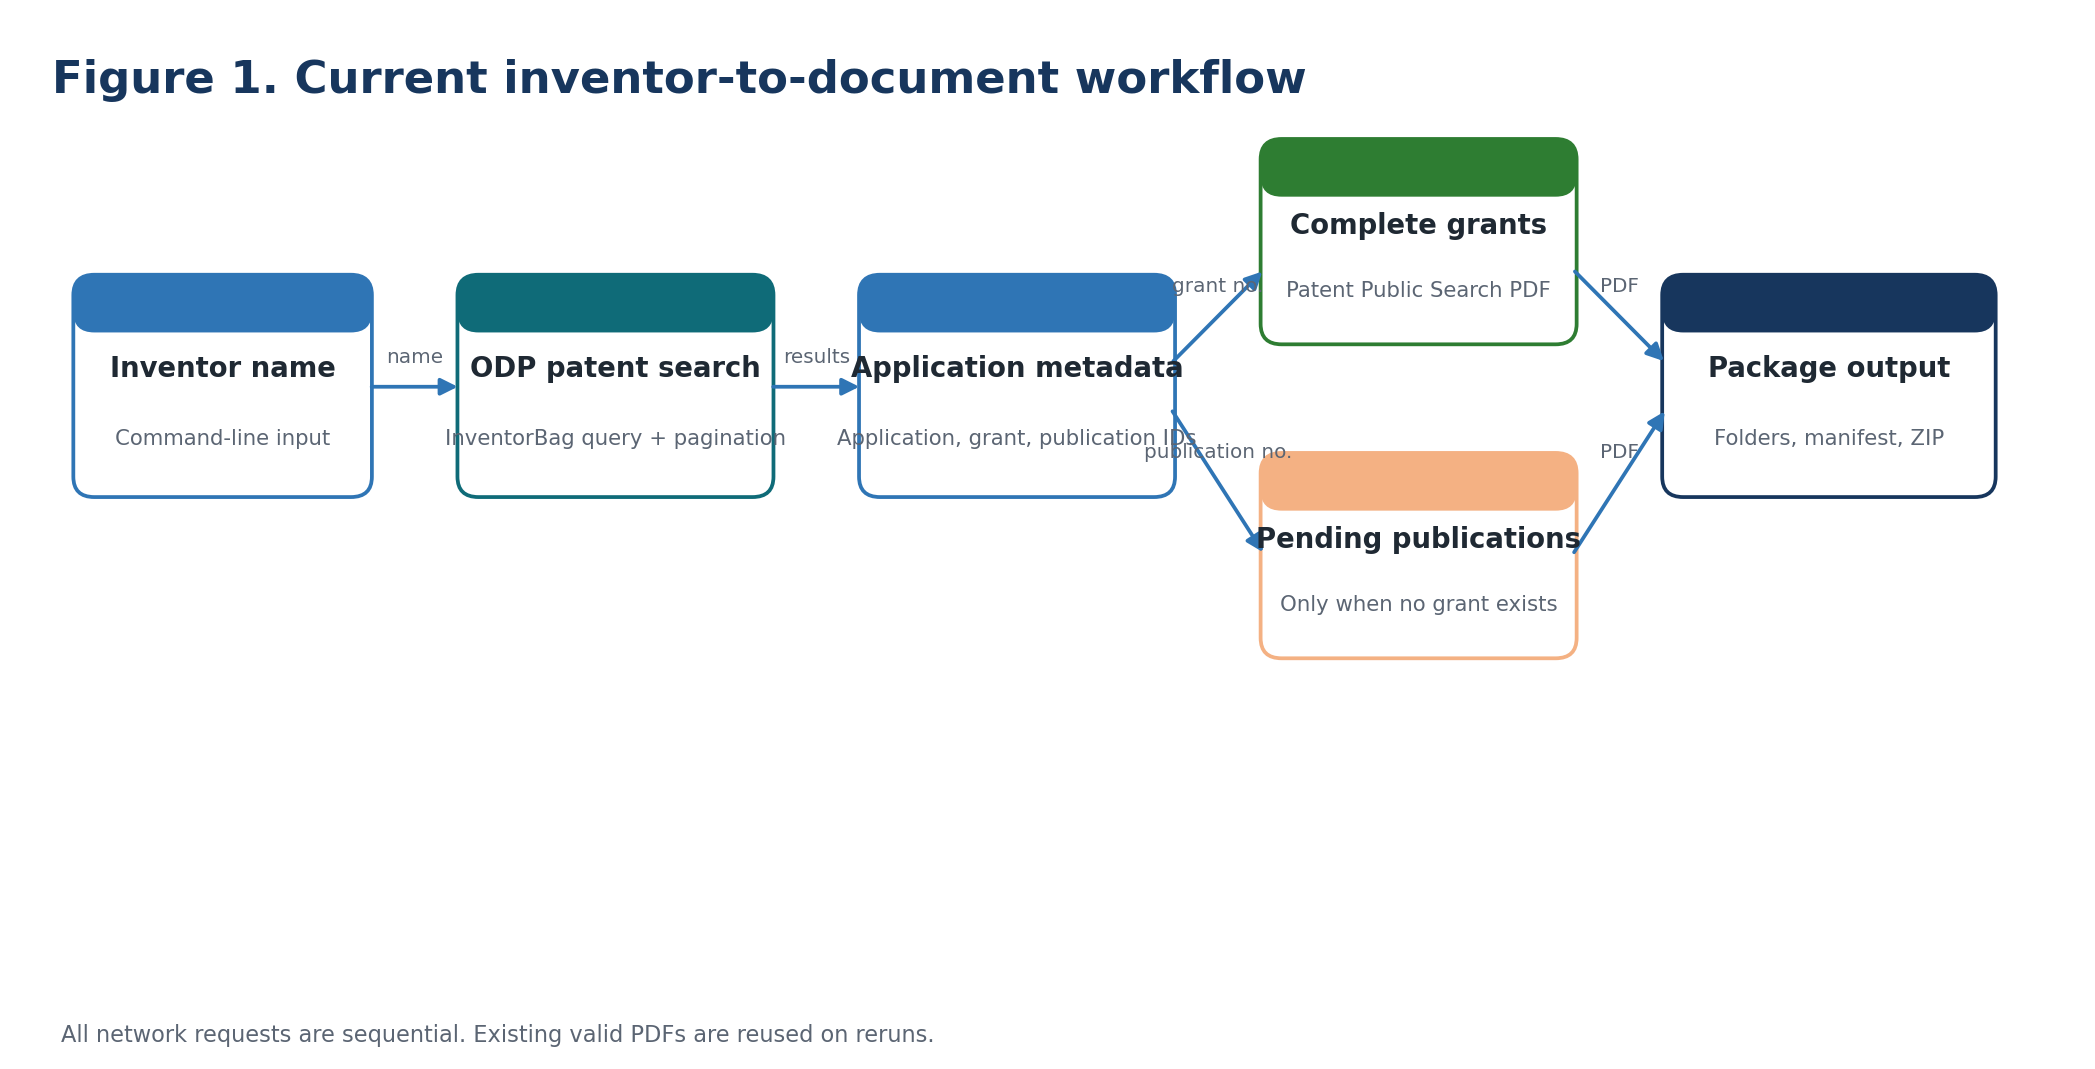 Figure 1. Current inventor-to-document workflow
Inventor name
Command-line input
name
ODP patent search
InventorBag query + pagination
results
Application metadata
Application, grant, publication IDs
grant no.
publication no.
Complete grants
Patent Public Search PDF
Pending publications
Only when no grant exists
PDF
PDF
Package output
Folders, manifest, ZIP
All network requests are sequential. Existing valid PDFs are reused on reruns.